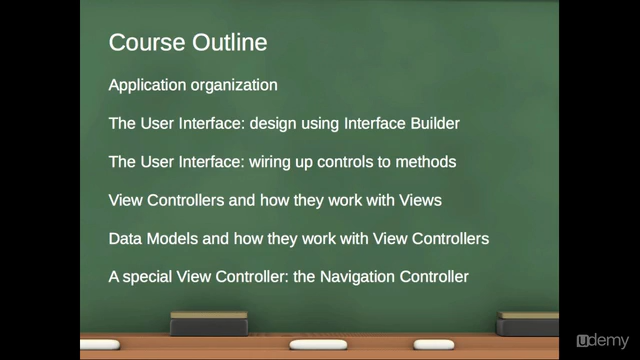 Course Outline
Application organization
The User Interface: design using Interface Builder
The User Interface: wiring up controls to methods
View Controllers and how they work with Views
Data Models and how they work with View Controllers
A special View Controller: the Navigation Controller
udemy